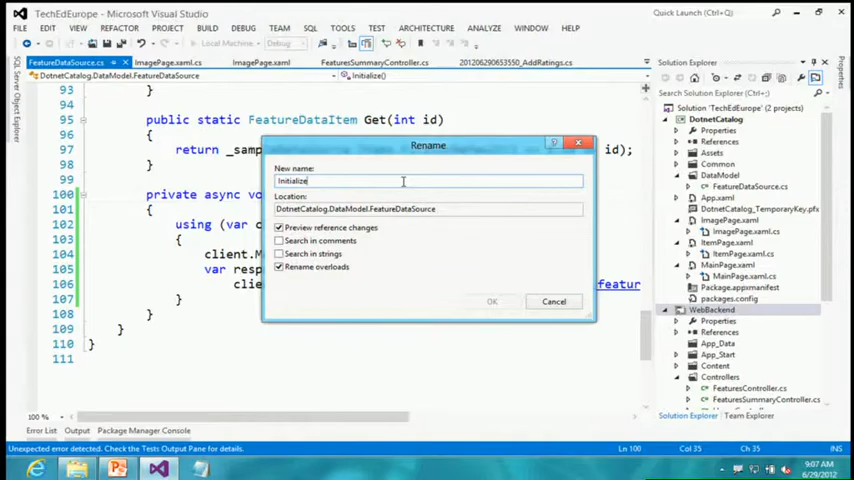 TechEdEurope - Microsoft Visual Studio
Quick Launch (Ctrl+Q)
FILE EDIT VIEW REFACTOR PROJECT BUILD DEBUG TEAM SQL TOOLS TEST ARCHITECTURE ANALYZE WINDOW HELP
Local Machine Debug
FeatureDataSource.cs ImagePage.xaml.cs ImagePage.xaml FeaturesSummaryController.cs 201206290653550_AddRatings.cs
DotnetCatalog.DataModel.FeatureDataSource
Initialize()
SQL Server Object Explorer
93 }
94
95 public static FeatureDataItem Get(int id)
96 {
97 return id);
98 }
99
100 private async vo
101 {
102 using (var c
103 {
104 client.M
105 var resp
106 clie featur
107 }
108 }
109 }
110 }
111
Rename
New name:
Initialize
Location:
DotnetCatalog.DataModel.FeatureDataSource
Preview reference changes
Search in comments
Search in strings
Rename overloads
OK Cancel
Solution Explorer
Search Solution Explorer (Ctrl+;)
Solution 'TechEdEurope' (2 projects)
DotnetCatalog
Properties
References
Assets
Common
DataModel
FeatureDataSource.cs
App.xaml
DotnetCatalog_TemporaryKey.pfx
ImagePage.xaml
ImagePage.xaml.cs
ItemPage.xaml
ItemPage.xaml.cs
MainPage.xaml
MainPage.xaml.cs
Package.appxmanifest
packages.config
WebBackend
Properties
References
App_Data
App_Start
Content
Controllers
FeaturesController.cs
FeaturesSummaryController.cs
Properties
100 %
Error List Output Package Manager Console
Solution Explorer Team Explorer
Unexpected error detected. Check the Tests Output Pane for details.
Ln 100 Col 35 Ch 35 INS
9:07 AM
6/29/2012